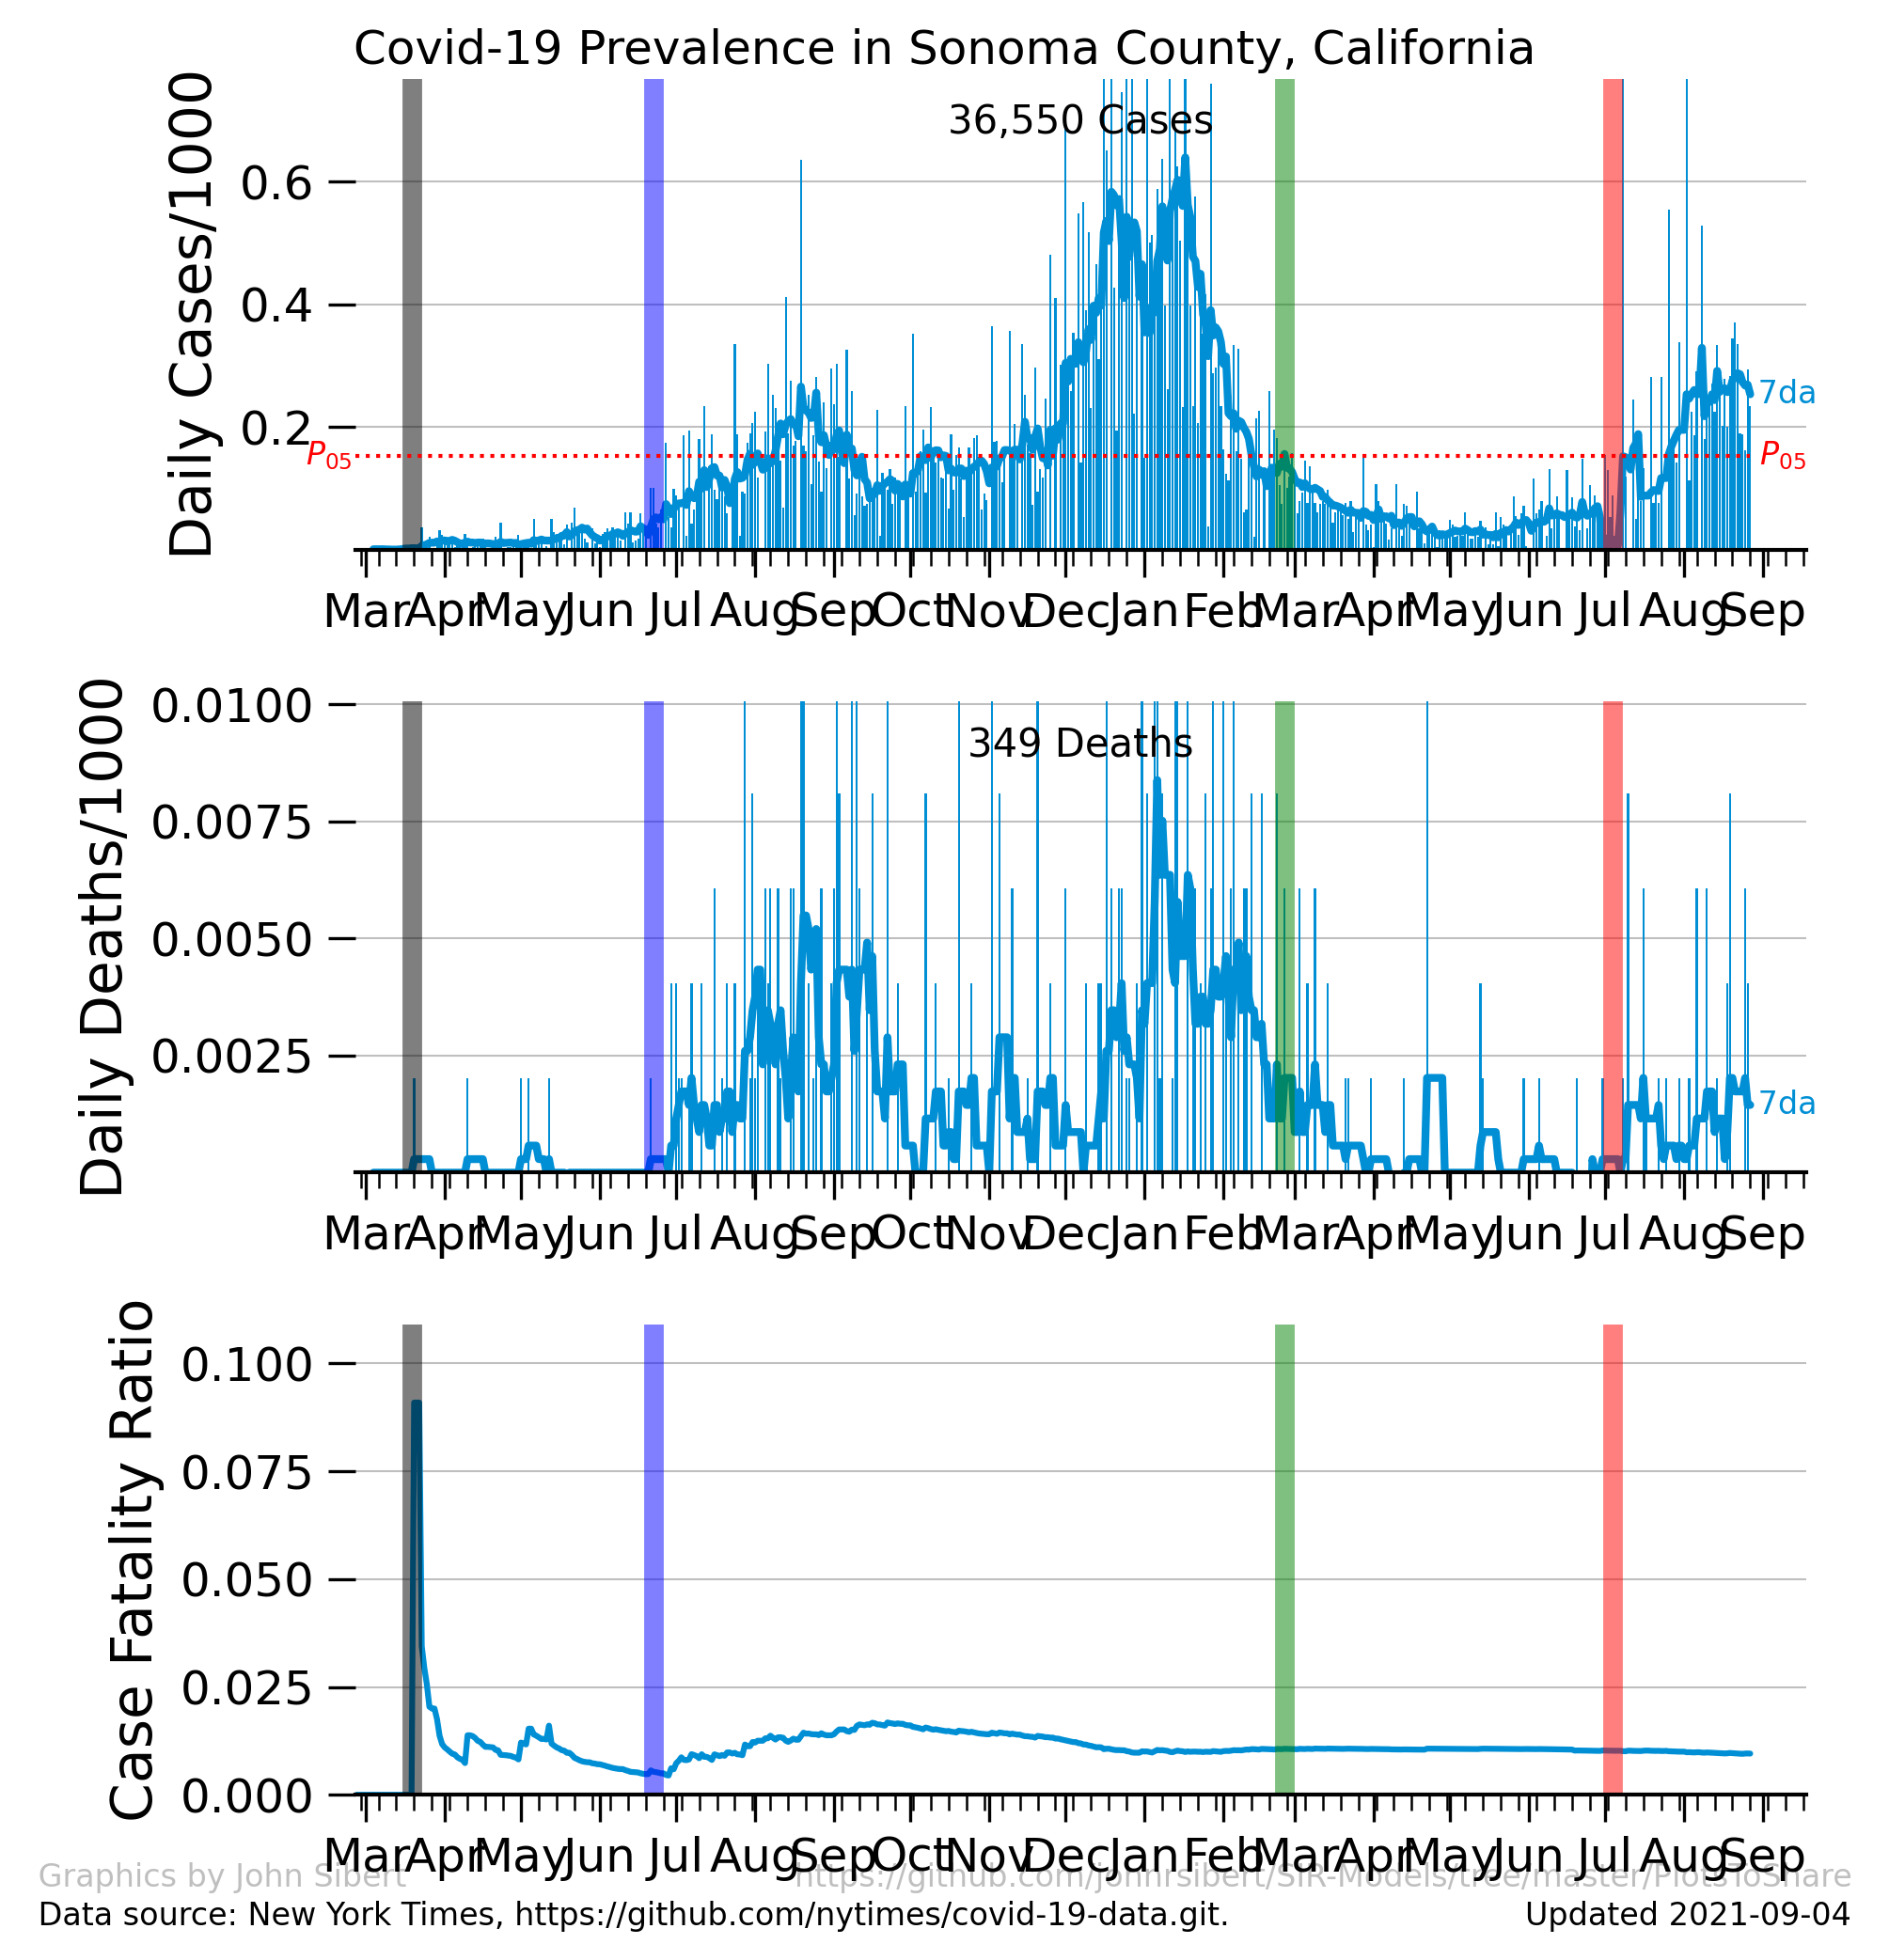 Covid-19 Prevalence in Sonoma County, California
Daily Cases/1000
36,550 Cases
0.6
0.4
0.2
P05
7da
P05
Mar Apr May Jun Jul Aug Sep Oct Nov Dec Jan Feb Mar Apr May Jun Jul Aug Sep
Daily Deaths/1000
349 Deaths
0.0100
0.0075
0.0050
0.0025
7da
Mar Apr May Jun Jul Aug Sep Oct Nov Dec Jan Feb Mar Apr May Jun Jul Aug Sep
Case Fatality Ratio
0.100
0.075
0.050
0.025
0.000
Mar Apr May Jun Jul Aug Sep Oct Nov Dec Jan Feb Mar Apr May Jun Jul Aug Sep
Graphics by John Sibert
https://github.com/johnrsibert/SIR-Models/tree/master/PlotsToShare
Data source: New York Times, https://github.com/nytimes/covid-19-data.git.
Updated 2021-09-04